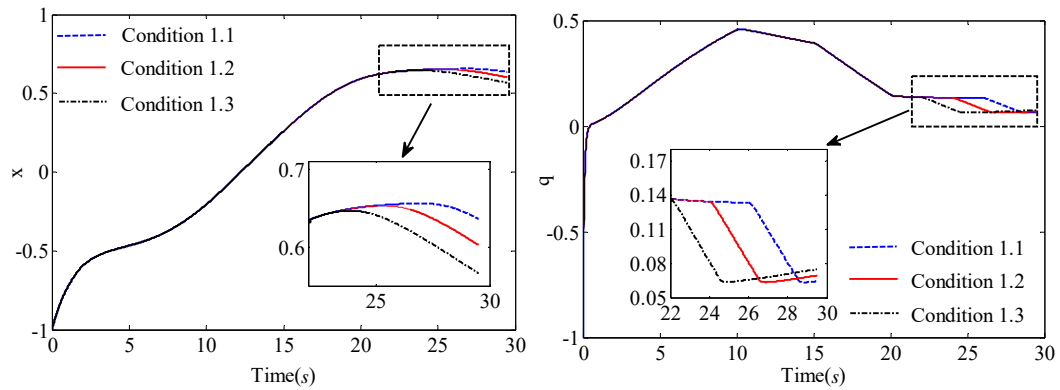 1
Condition 1.1
Condition 1.2
Condition 1.3
0.5
x
0
-0.5
-1
0.7
0.6
25
30
0 5 10 15 20 25 30
Time(s)
0.5
0
q
-0.5
-1
0.17
0.14
0.11
0.08
0.05
22 24 26 28 30
Condition 1.1
Condition 1.2
Condition 1.3
0 5 10 15 20 25 30
Time(s)